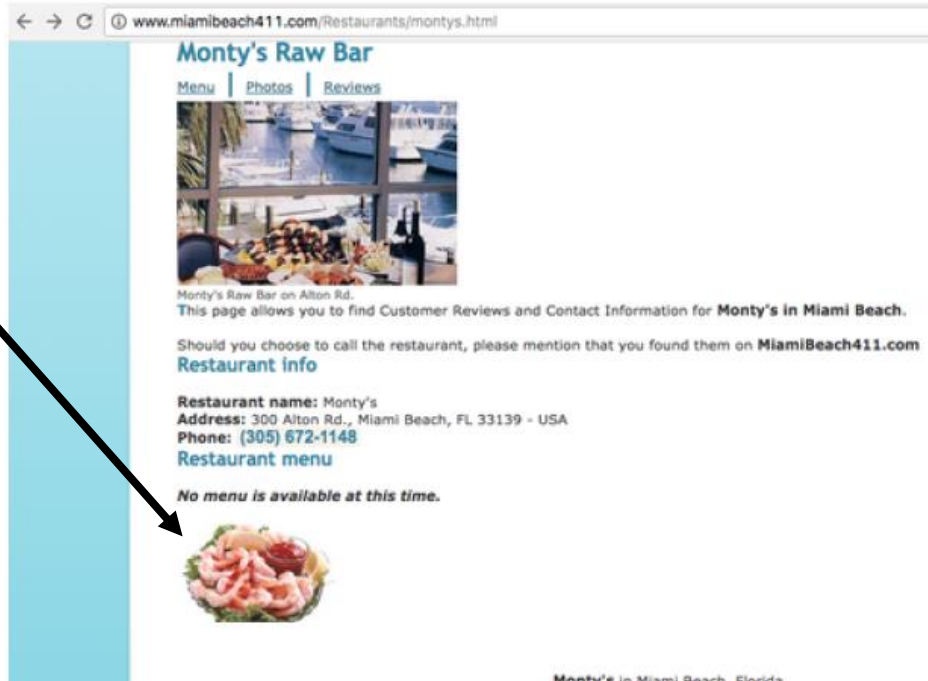 www.miamibeach411.com/Restaurants/montys.html
Monty's Raw Bar
Menu | Photos | Reviews
Monty's Raw Bar on Alton Rd.
This page allows you to find Customer Reviews and Contact Information for Monty's in Miami Beach.
Should you choose to call the restaurant, please mention that you found them on MiamiBeach411.com
Restaurant info
Restaurant name: Monty's
Address: 300 Alton Rd., Miami Beach, FL 33139 - USA
Phone: (305) 672-1148
Restaurant menu
No menu is available at this time.
Monty's in Miami Beach, Florida